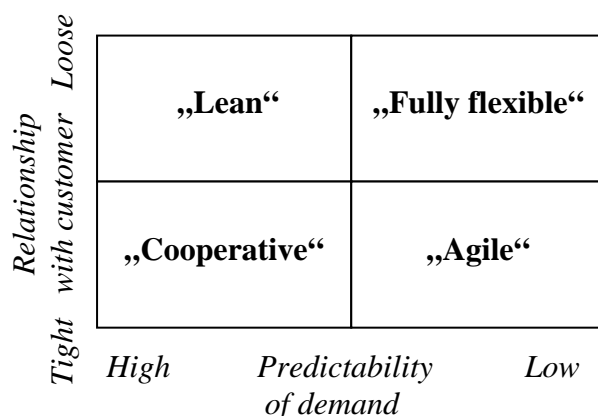 Relationship
Tight with customer Loose
„Lean“
„Fully flexible“
„Cooperative“
„Agile“
High Predictability Low
of demand